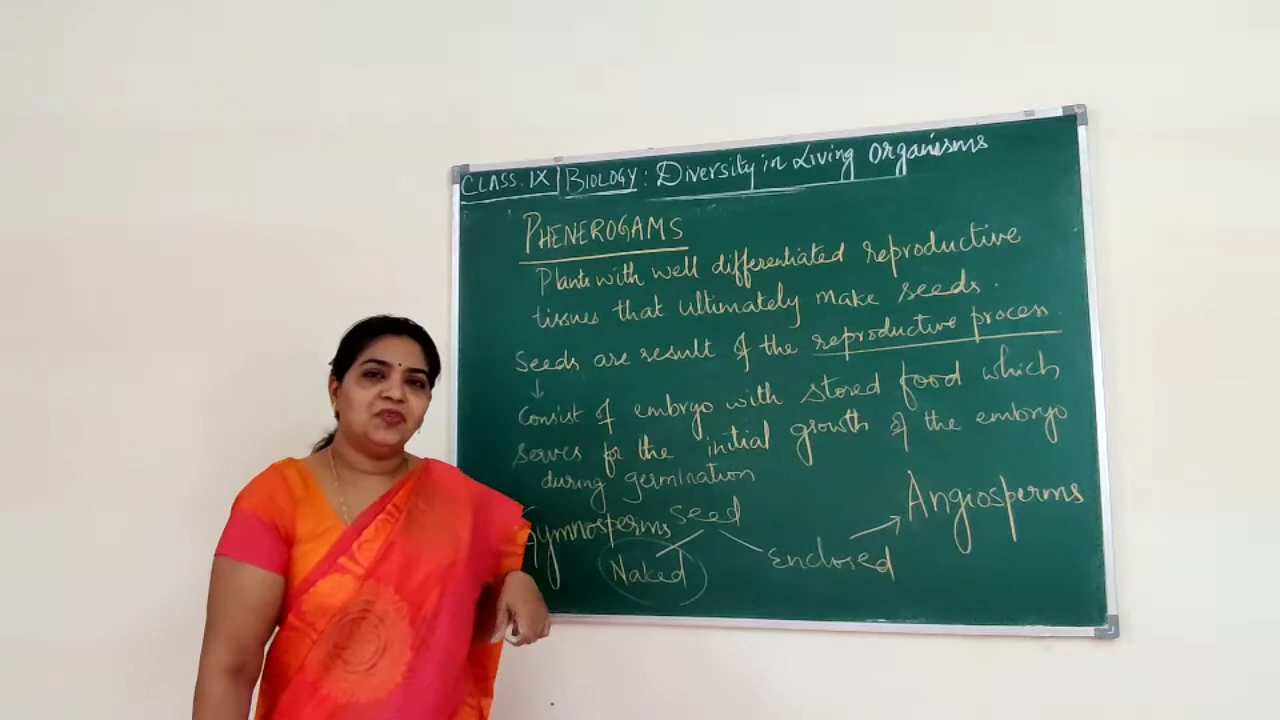 CLASS. IX | BIOLOGY : Diversity in Living Organisms
PHENEROGAMS
Plants with well differentiated reproductive
tissues that ultimately make seeds.
Seeds are result of the reproductive process
↓
Consist of embryo with stored food which
serves for the initial growth of the embryo
during germination
Gymnosperms seed Angiosperms
Naked Enclosed